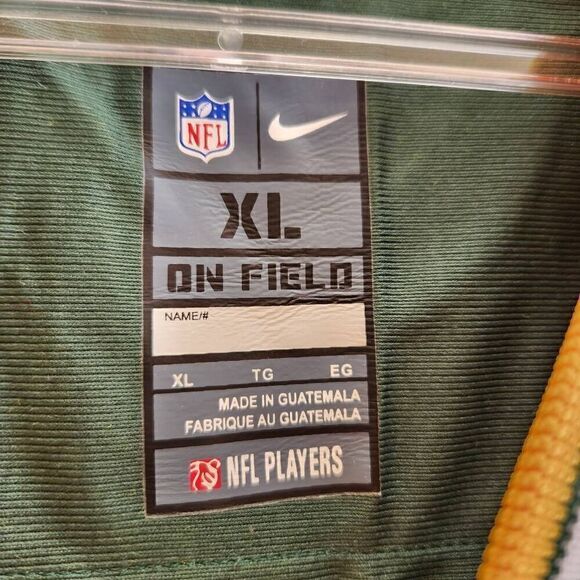 NFL
XL
ON FIELD
NAME/#
XL TG EG
MADE IN GUATEMALA
FABRIQUE AU GUATEMALA
NFL PLAYERS